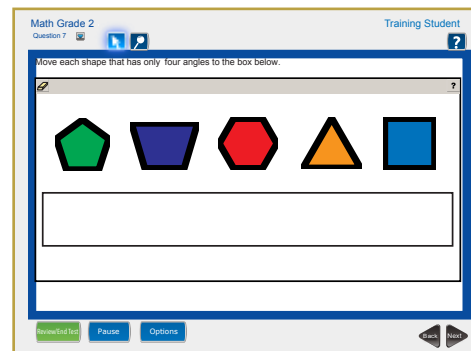 Math Grade 2
Training Student
Question 7
?
Move each shape that has only four angles to the box below.
?
Review/End Test
Pause
Options
Back
Next